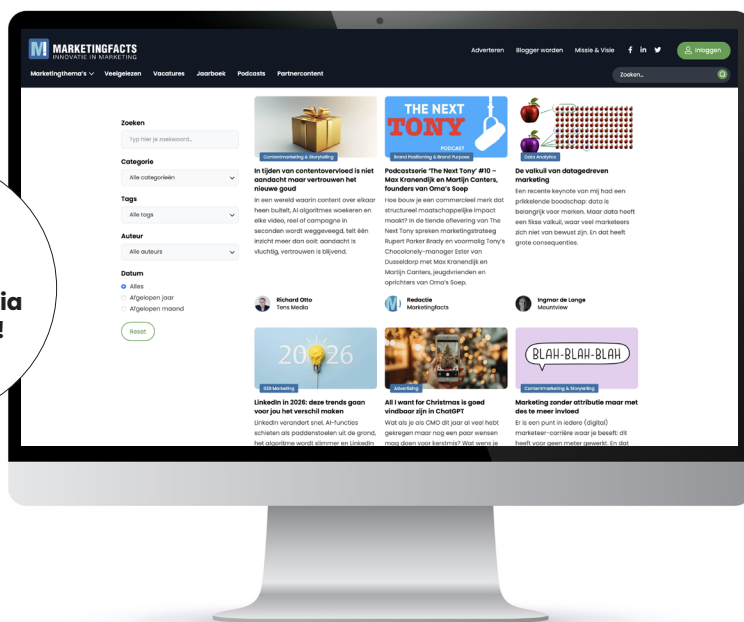 MARKETINGFACTS
INNOVATIE IN MARKETING
Adverteren Blogger worden Missie & Visie
Inloggen
Marketingthema's Veelgelezen Vacatures Jaarboek Podcasts Partnercontent
Zoeken...
Zoeken
Typ hier je zoekwoord...
Categorie
Alle categorieën
Tags
Alle tags
Auteur
Alle auteurs
Datum
Alles
Afgelopen jaar
Afgelopen maand
Reset
ia
!
Contentmarketing & Storytelling
In tijden van contentovervloed is niet
aandacht maar vertrouwen het
nieuwe goud
In een wereld waarin content over elkaar
heen buitelt, AI algoritmes woekeren en
elke video, reel of campagne in
seconden wordt weggeveegd, telt één
inzicht meer dan ooit: aandacht is
vluchtig, vertrouwen is blijvend.
Richard Otto
Tens Media
THE NEXT
TONY
PODCAST
Brand Positioning & Brand Purpose
Podcastserie ‘The Next Tony’ #10 –
Max Kranendijk en Martijn Canters,
founders van Oma’s Soep
Hoe bouw je een commercieel merk dat
structureel maatschappelijke impact
maakt? In de tiende aflevering van The
Next Tony spreken marketingstrateeg
Rupert Parker Brady en voormalig Tony’s
Chocolonely-manager Ester van
Dusseldorp met Max Kranendijk en
Martijn Canters, jeugdvrienden en
oprichters van Oma’s Soep.
Redactie
Marketingfacts
Data Analytics
De valkuil van datagedreven
marketing
Een recente keynote van mij had een
prikkelende boodschap: data is
belangrijk voor merken. Maar data heeft
een fikse valkuil, waar veel marketeers
zich niet van bewust zijn. En dat heeft
grote consequenties.
Ingmar de Lange
Mountview
20 26
B2B Marketing
LinkedIn in 2026: deze trends gaan
voor jou het verschil maken
LinkedIn verandert snel. AI-functies
schieten als paddenstoelen uit de grond,
het algoritme wordt slimmer en LinkedIn
Advertising
All I want for Christmas is goed
vindbaar zijn in ChatGPT
Wat als je als CMO dit jaar al veel hebt
gekregen maar nog een paar wensen
mag doen voor kerstmis? Wat wens je
BLAH-BLAH-BLAH
Contentmarketing & Storytelling
Marketing zonder attributie maar met
des te meer invloed
Er is een punt in iedere (digital)
marketeer-carrière waar je beseft: dit
heeft voor geen meter gewerkt. En dat